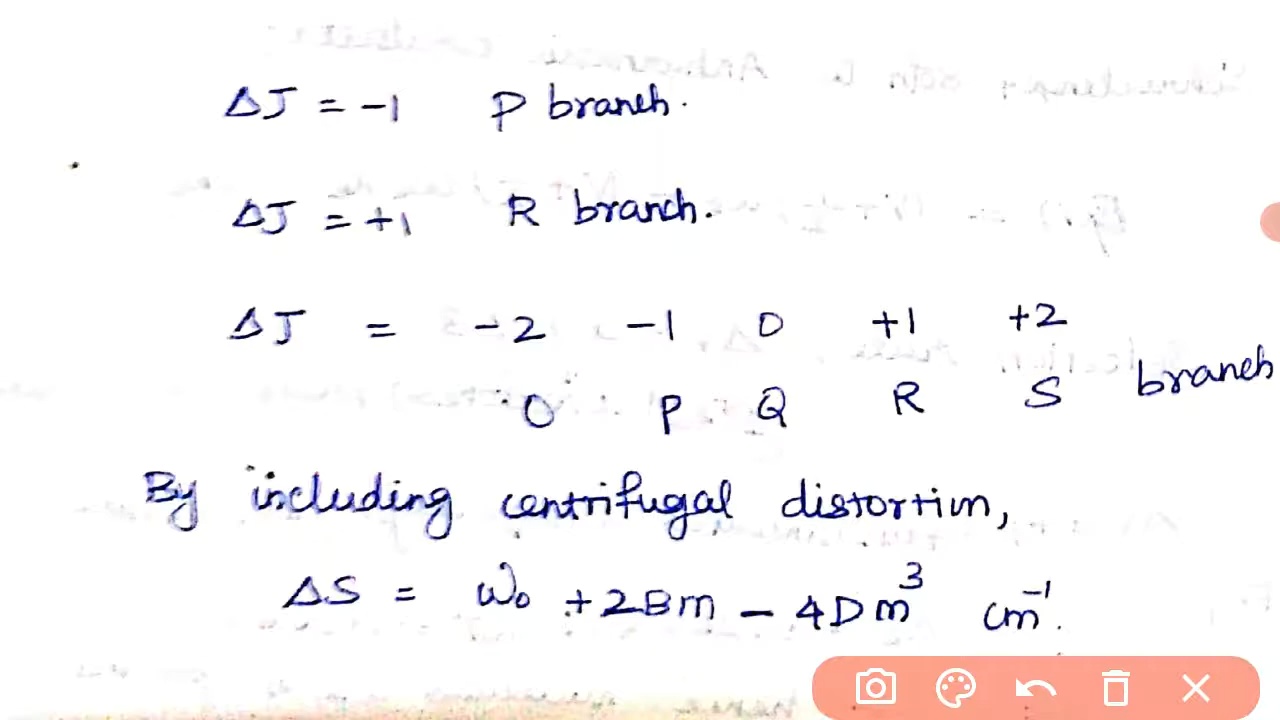 ΔJ = -1 P branch.
ΔJ = +1 R branch.
ΔJ = -2 -1 0 +1 +2
O P Q R S branch
By including centrifugal distortion,
ΔS = ω₀ + 2Bm - 4Dm³ cm⁻¹.